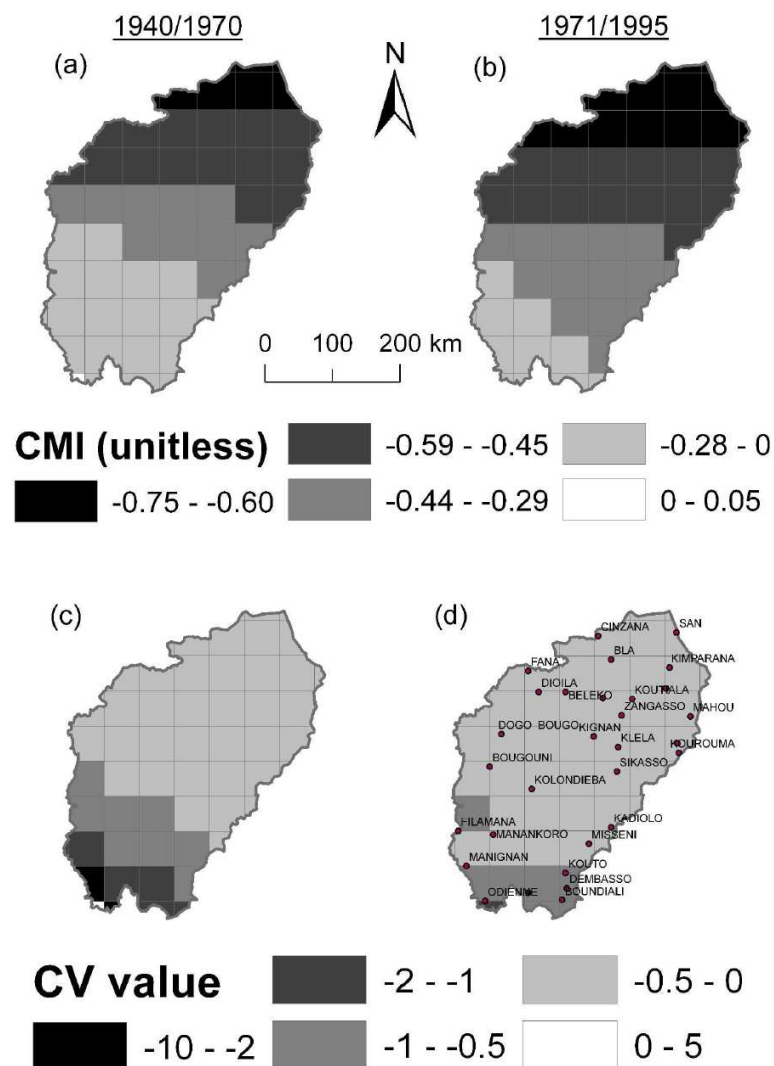 1940/1970
1971/1995
(a)
N
(b)
0 100 200 km
CMI (unitless)
-0.59 - -0.45
-0.28 - 0
-0.75 - -0.60
-0.44 - -0.29
0 - 0.05
(c)
(d)
CINZANA
SAN
BLA
FANA
KIMPARANA
DIOILA
BELEKO
KOUTIALA
ZANGASSO
MAHOU
DOGO
BOUGO
KIGNAN
KLELA
KOUROUMA
BOUGOUNI
SIKASSO
KOLONDIEBA
FILAMANA
KADIOLO
MANANKORO
MISSENI
MANIGNAN
KOUTO
DEMBASSO
ODIENNE
BOUNDIALI
CV value
-2 - -1
-0.5 - 0
-10 - -2
-1 - -0.5
0 - 5